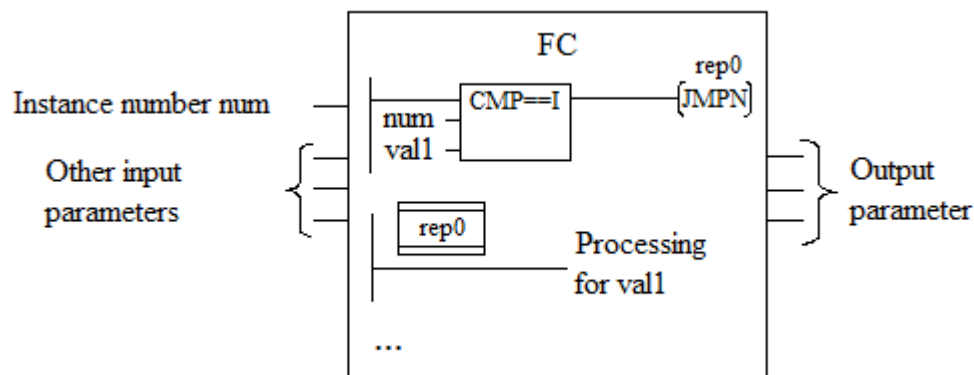 FC
rep0
Instance number num
CMP==I
JMPN
num
val1
Other input
parameters
Output
parameter
rep0
Processing
for val1
...